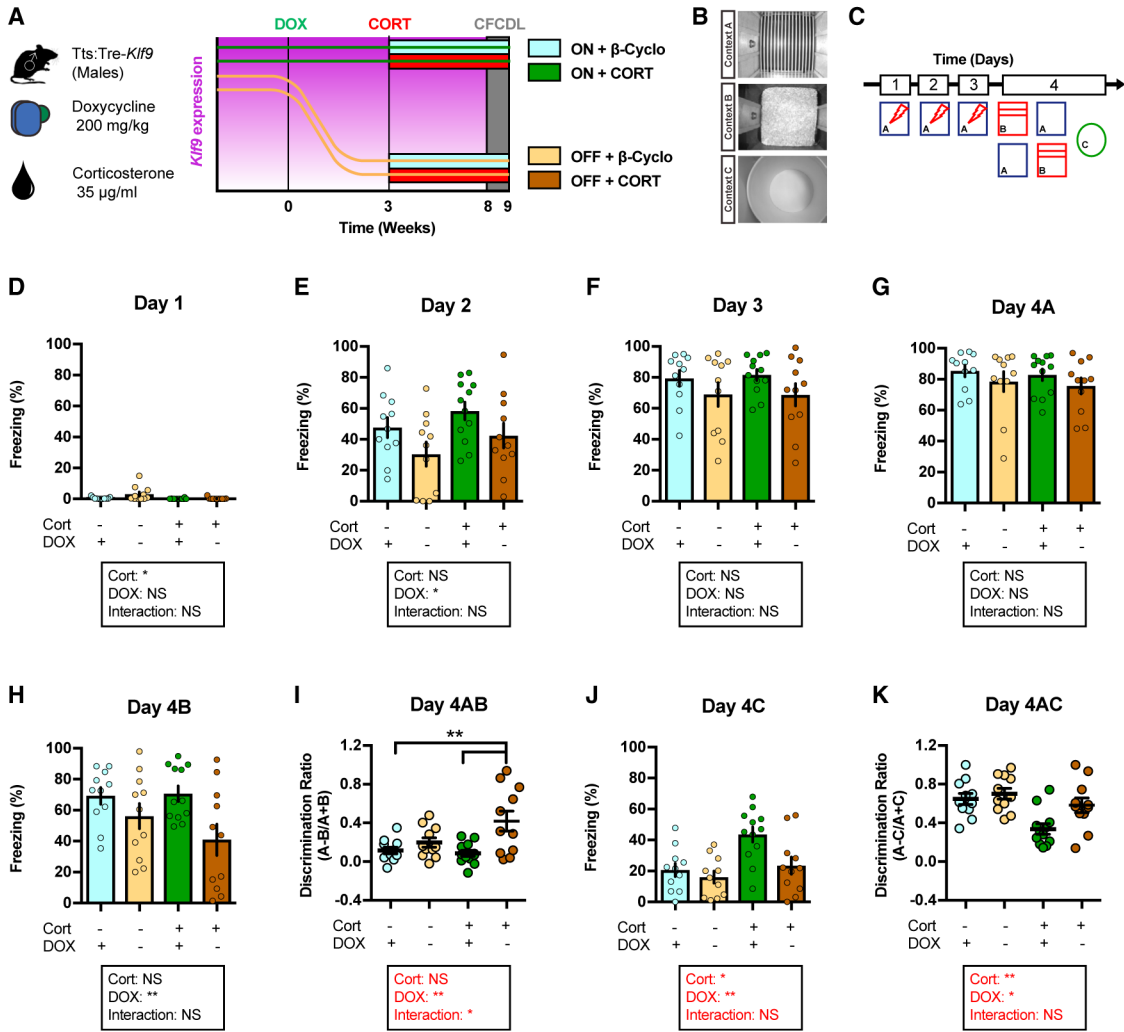 A
DOX
CORT
CFCDL
Tts:Tre-Klf9
(Males)
Doxycycline
200 mg/kg
Corticosterone
35 µg/ml
Klf9 expression
0
3
8
9
Time (Weeks)
ON + β-Cyclo
ON + CORT
OFF + β-Cyclo
OFF + CORT
B
Context A
Context B
Context C
C
Time (Days)
1
2
3
4
A
A
A
B
A
C
A
B
D
Day 1
Freezing (%)
100
80
60
40
20
0
Cort - - + +
DOX + - + -
Cort: *
DOX: NS
Interaction: NS
E
Day 2
Freezing (%)
100
80
60
40
20
0
Cort - - + +
DOX + - + -
Cort: NS
DOX: *
Interaction: NS
F
Day 3
Freezing (%)
100
80
60
40
20
0
Cort - - + +
DOX + - + -
Cort: NS
DOX: NS
Interaction: NS
G
Day 4A
Freezing (%)
100
80
60
40
20
0
Cort - - + +
DOX + - + -
Cort: NS
DOX: NS
Interaction: NS
H
Day 4B
Freezing (%)
100
80
60
40
20
0
Cort - - + +
DOX + - + -
Cort: NS
DOX: **
Interaction: NS
I
Day 4AB
Discrimination Ratio
(A-B/A+B)
1.2
0.8
0.4
0.0
-0.4
**
Cort - - + +
DOX + - + -
Cort: NS
DOX: **
Interaction: *
J
Day 4C
Freezing (%)
100
80
60
40
20
0
Cort - - + +
DOX + - + -
Cort: *
DOX: **
Interaction: NS
K
Day 4AC
Discrimination Ratio
(A-C/A+C)
1.2
0.8
0.4
0.0
-0.4
Cort - - + +
DOX + - + -
Cort: **
DOX: *
Interaction: NS